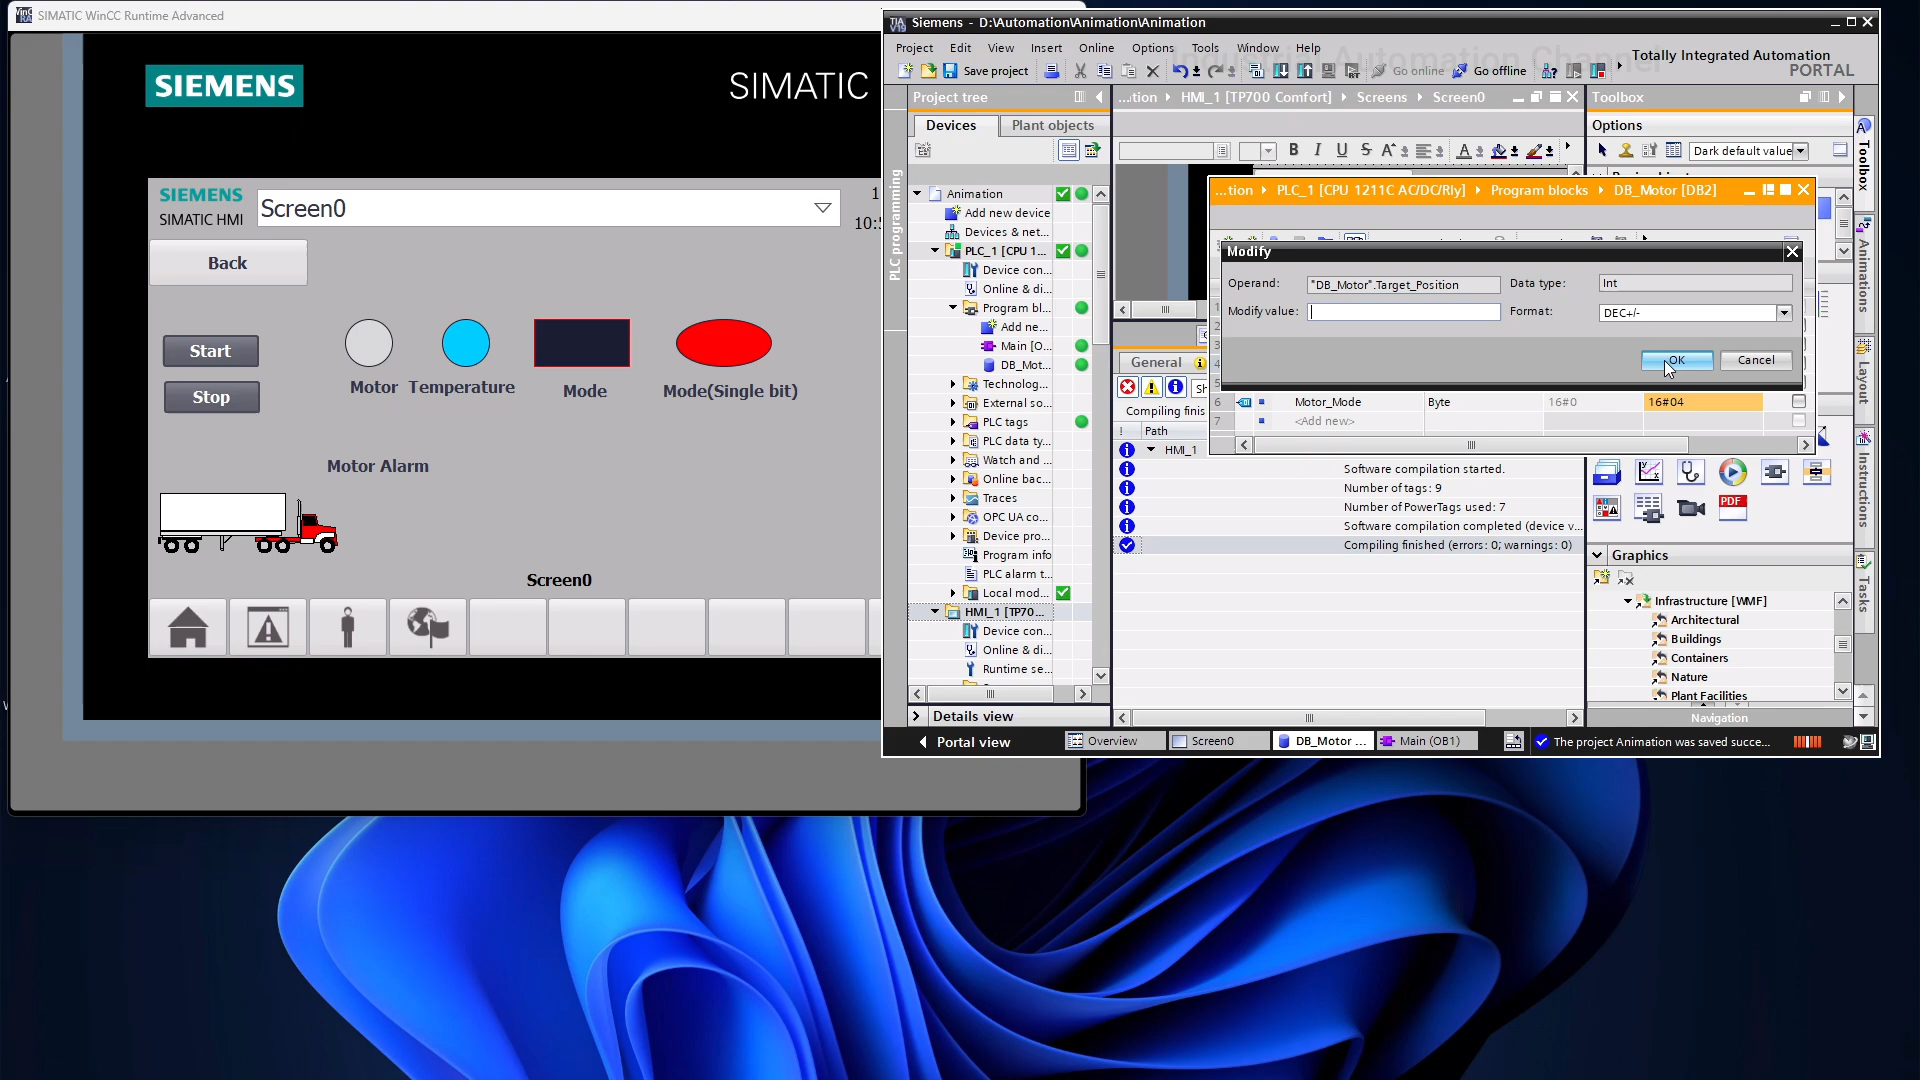 SIMATIC WinCC Runtime Advanced
SIEMENS
SIMATIC
SIEMENS
SIMATIC HMI
Screen0
10:
Back
Start
Stop
Motor
Temperature
Mode
Mode(Single bit)
Motor Alarm
Screen0
Siemens - D:\Automation\Animation\Animation
Project Edit View Insert Online Options Tools Window Help
Totally Integrated Automation
PORTAL
Save project
Go online
Go offline
Project tree
Devices
Plant objects
PLC programming
Animation
Add new device
Devices & net...
PLC_1 [CPU 1...
Device con...
Online & di...
Program bl...
Add ne...
Main [O...
DB_Mot...
Technolog...
External so...
PLC tags
PLC data ty...
Watch and ...
Online bac...
Traces
OPC UA co...
Device pro...
Program info
PLC alarm t...
Local mod...
HMI_1 [TP70...
Device con...
Online & di...
Runtime se...
Details view
...tion HMI_1 [TP700 Comfort] Screens Screen0
B I U S
...tion PLC_1 [CPU 1211C AC/DC/Rly] Program blocks DB_Motor [DB2]
Modify
Operand: "DB_Motor".Target_Position Data type: Int
Modify value: Format: DEC+/-
OK Cancel
6 Motor_Mode Byte 16#0 16#04
7 <Add new>
General
Compiling finis
! Path
HMI_1
Software compilation started.
Number of tags: 9
Number of PowerTags used: 7
Software compilation completed (device v...
Compiling finished (errors: 0; warnings: 0)
Toolbox
Options
Dark default value
PDF
Graphics
Infrastructure [WMF]
Architectural
Buildings
Containers
Nature
Plant Facilities
Navigation
Toolbox
Animations
Layout
Instructions
Tasks
Portal view
Overview
Screen0
DB_Motor ...
Main (OB1)
The project Animation was saved succe...